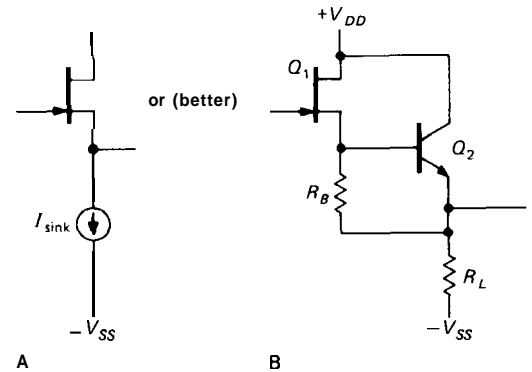 +V_DD
Q_1
or (better)
Q_2
R_B
I_sink
R_L
−V_SS
−V_SS
A
B